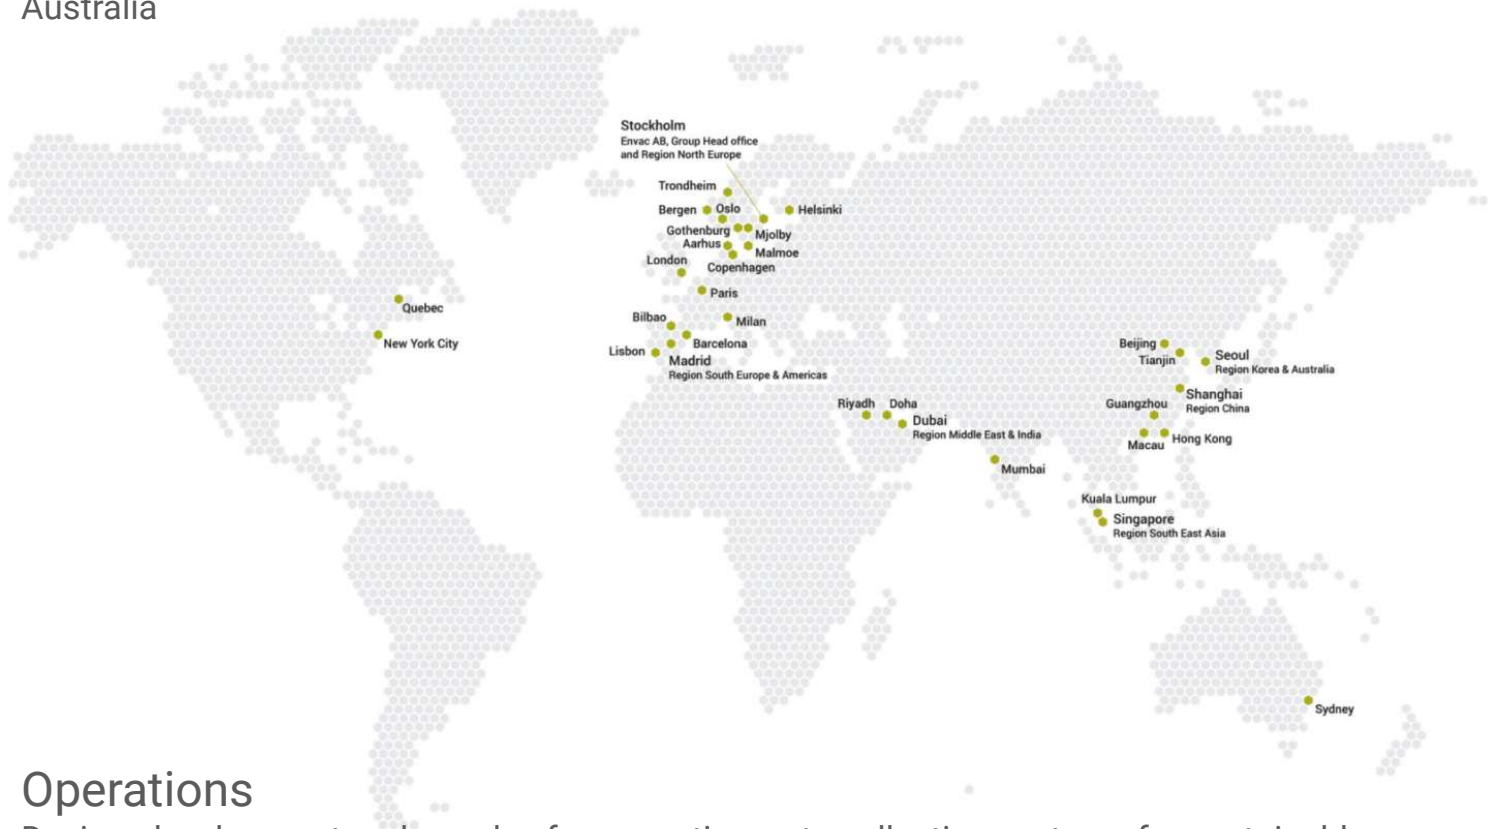 Australia
Stockholm
Envac AB, Group Head office
and Region North Europe
Trondheim
Bergen
Oslo
Helsinki
Gothenburg
Mjolby
Aarhus
Malmoe
London
Copenhagen
Paris
Quebec
Bilbao
Milan
New York City
Barcelona
Lisbon
Madrid
Region South Europe & Americas
Beijing
Tianjin
Seoul
Region Korea & Australia
Shanghai
Region China
Riyadh
Doha
Guangzhou
Dubai
Region Middle East & India
Macau
Hong Kong
Mumbai
Kuala Lumpur
Singapore
Region South East Asia
Sydney
Operations